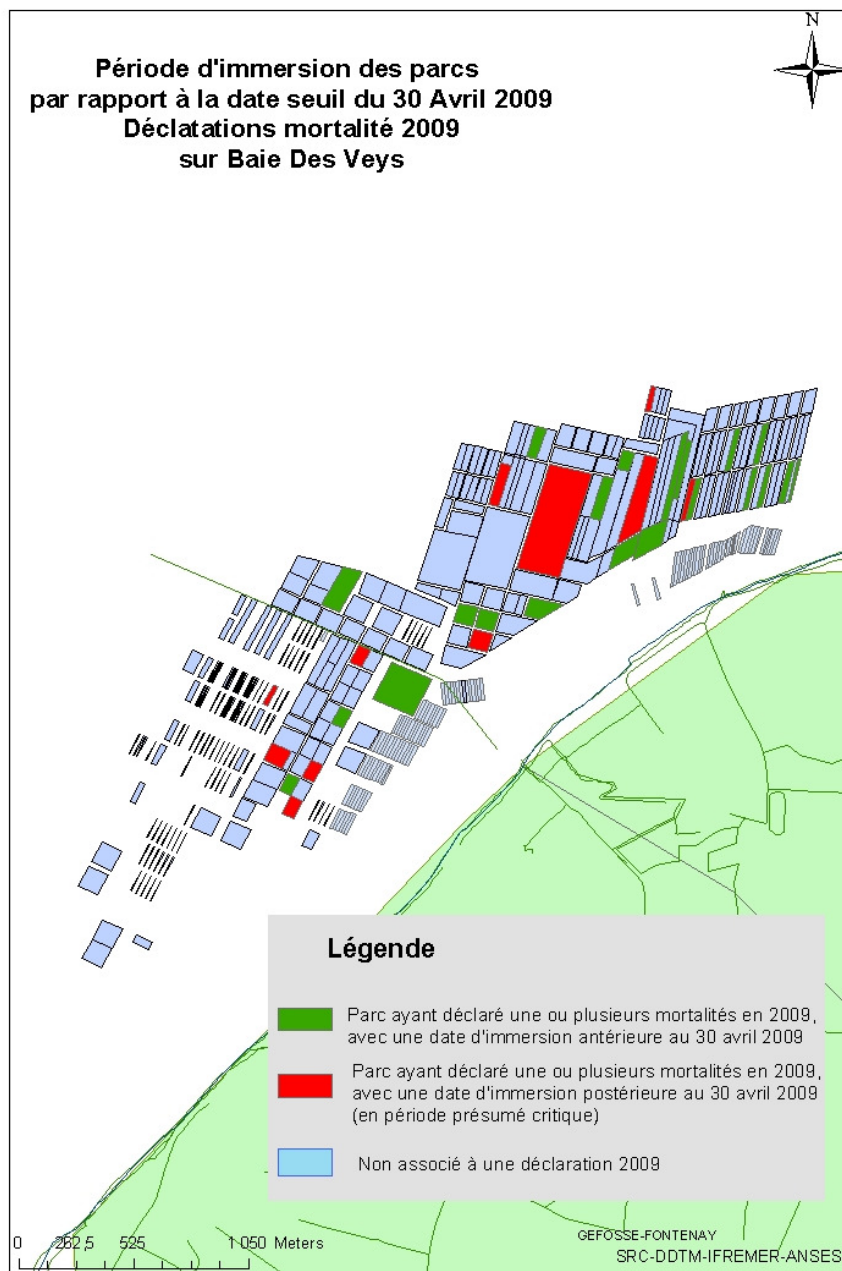 N
Période d'immersion des parcs
par rapport à la date seuil du 30 Avril 2009
Déclatations mortalité 2009
sur Baie Des Veys
Légende
Parc ayant déclaré une ou plusieurs mortalités en 2009,
avec une date d'immersion antérieure au 30 avril 2009
Parc ayant déclaré une ou plusieurs mortalités en 2009,
avec une date d'immersion postérieure au 30 avril 2009
(en période présumé critique)
Non associé à une déclaration 2009
0 262,5 525 1 050 Meters
GEFOSSE-FONTENAY
SRC-DDTM-IFREMER-ANSES